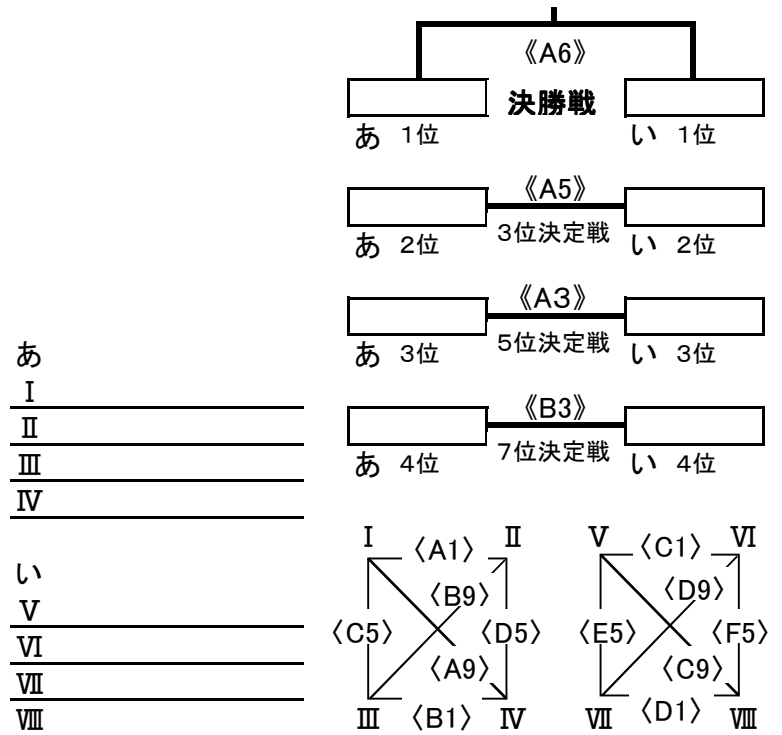 《A6》
決勝戦
あ 1位 い 1位
《A5》
3位決定戦
あ 2位 い 2位
《A3》
5位決定戦
あ 3位 い 3位
《B3》
7位決定戦
あ 4位 い 4位
あ
Ⅰ
Ⅱ
Ⅲ
Ⅳ
い
Ⅴ
Ⅵ
Ⅶ
Ⅷ
Ⅰ 〈A1〉 Ⅱ
〈B9〉
〈C5〉 〈D5〉
〈A9〉
Ⅲ 〈B1〉 Ⅳ
Ⅴ 〈C1〉 Ⅵ
〈D9〉
〈E5〉 〈F5〉
〈C9〉
Ⅶ 〈D1〉 Ⅷ